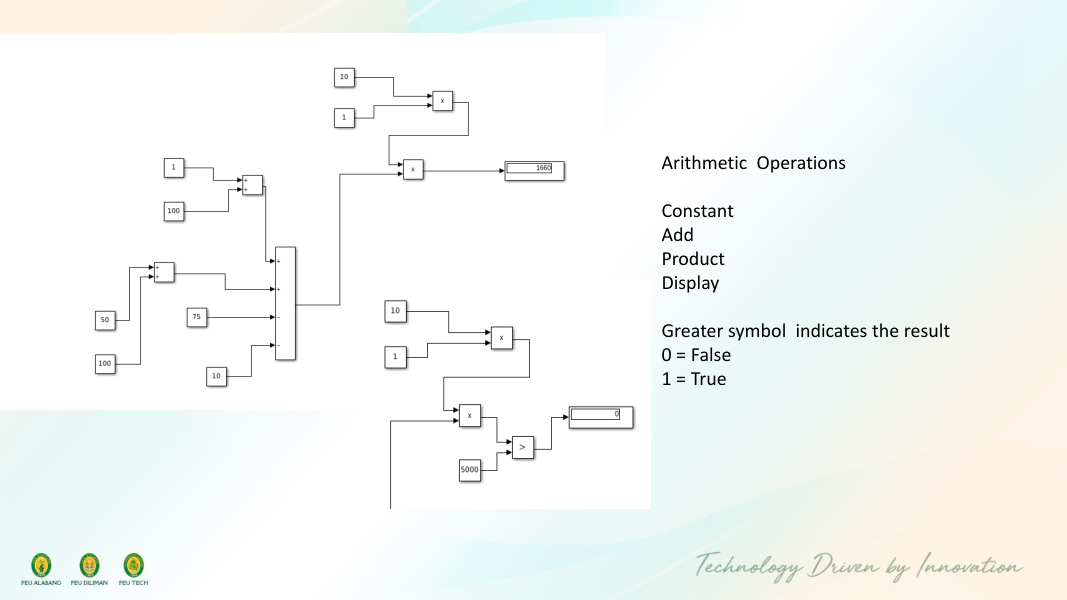 10
1
x
1
100
+
+
x
1660
50
100
+
+
75
10
+
+
−
−
10
1
x
x
5000
>
0
Arithmetic Operations
Constant
Add
Product
Display
Greater symbol indicates the result
0 = False
1 = True
FEU ALABANG
FEU DILIMAN
FEU TECH
Technology Driven by Innovation